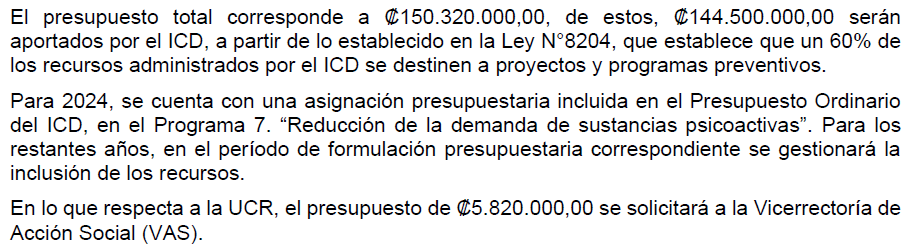 El presupuesto total corresponde a ₡150.320.000,00, de estos, ₡144.500.000,00 serán
aportados por el ICD, a partir de lo establecido en la Ley N°8204, que establece que un 60% de
los recursos administrados por el ICD se destinen a proyectos y programas preventivos.
Para 2024, se cuenta con una asignación presupuestaria incluida en el Presupuesto Ordinario
del ICD, en el Programa 7. “Reducción de la demanda de sustancias psicoactivas”. Para los
restantes años, en el período de formulación presupuestaria correspondiente se gestionará la
inclusión de los recursos.
En lo que respecta a la UCR, el presupuesto de ₡5.820.000,00 se solicitará a la Vicerrectoría de
Acción Social (VAS).